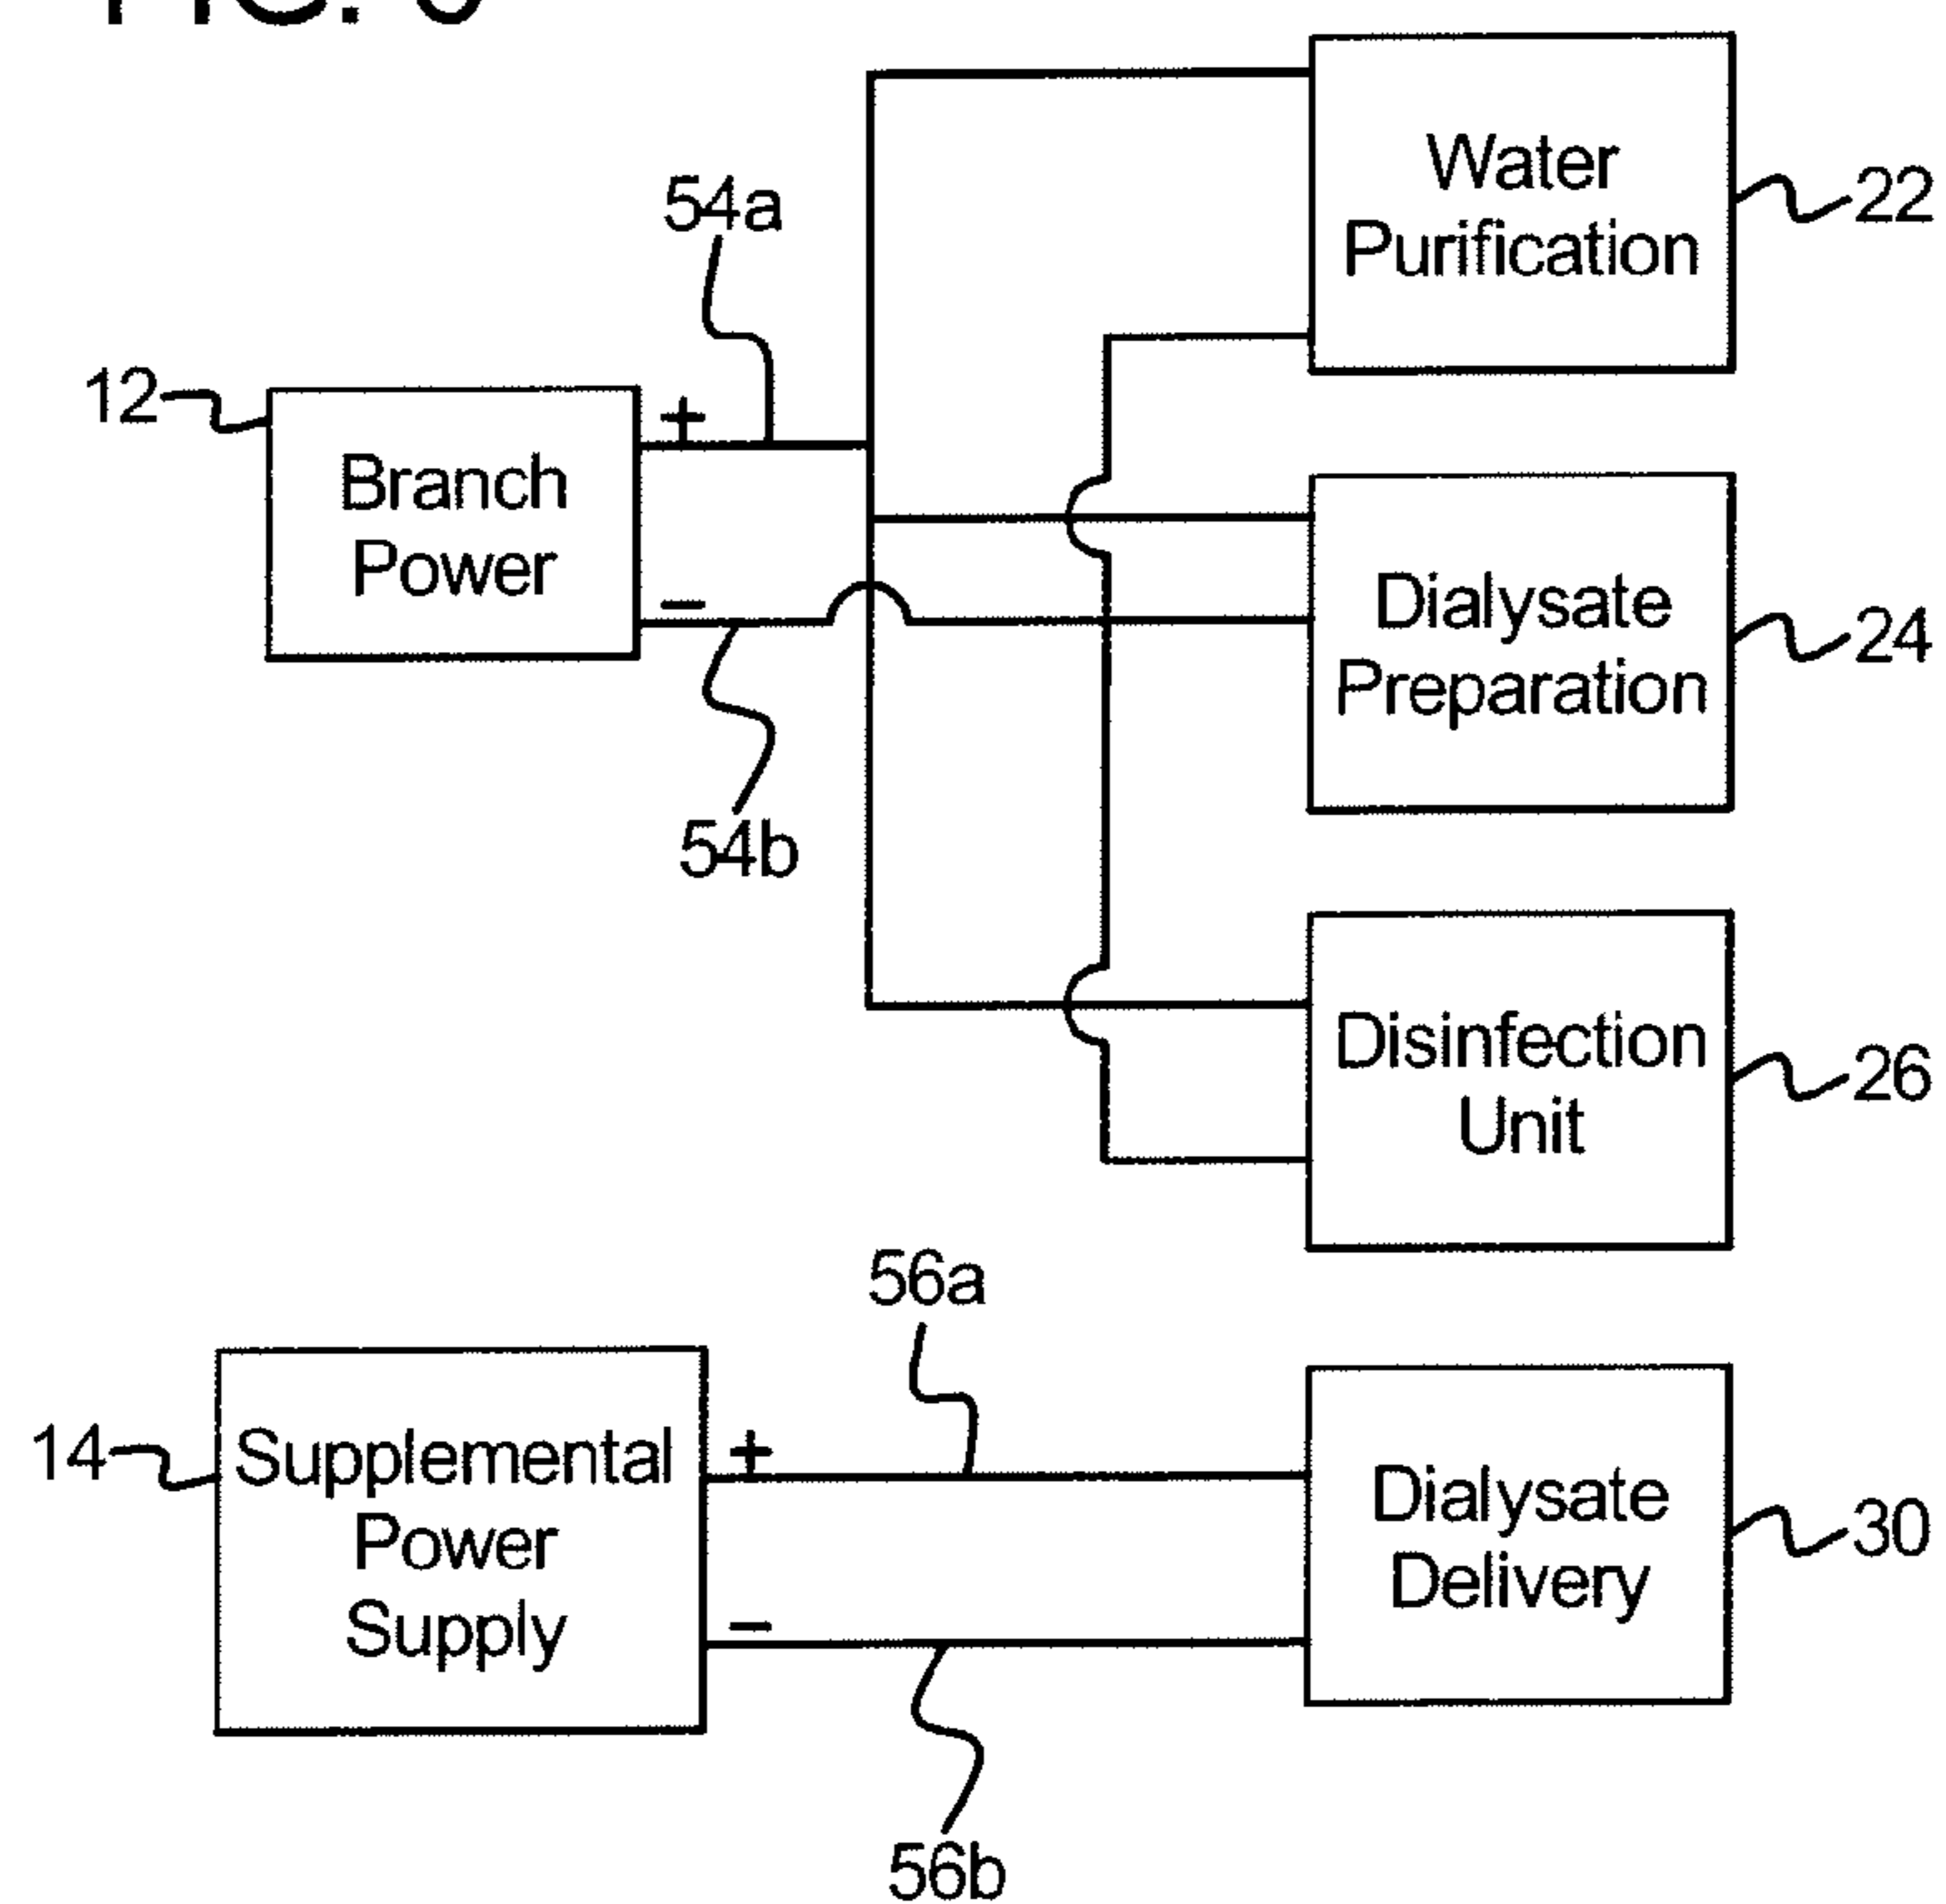 54a
Water
Purification
22
12
+
Branch
Power
−
54b
Dialysate
Preparation
24
Disinfection
Unit
26
56a
14
Supplemental
Power
Supply
+
−
Dialysate
Delivery
30
56b